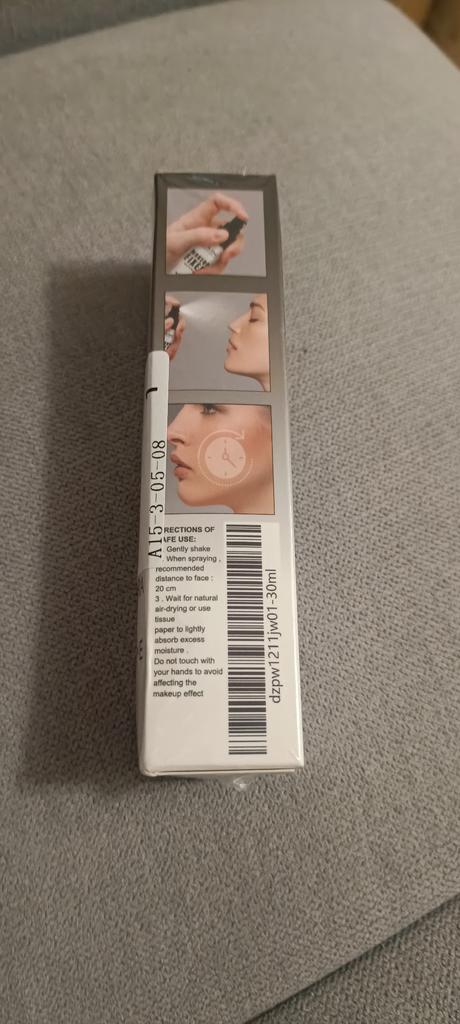 RECTIONS OF
AFE USE:
Gently shake
. When spraying ,
recommended
distance to face :
20 cm
3 . Wait for natural
air-drying or use
tissue
paper to lightly
absorb excess
moisture .
Do not touch with
your hands to avoid
affecting the
makeup effect
dzpw1211jw01-30ml
A15-3-05-08